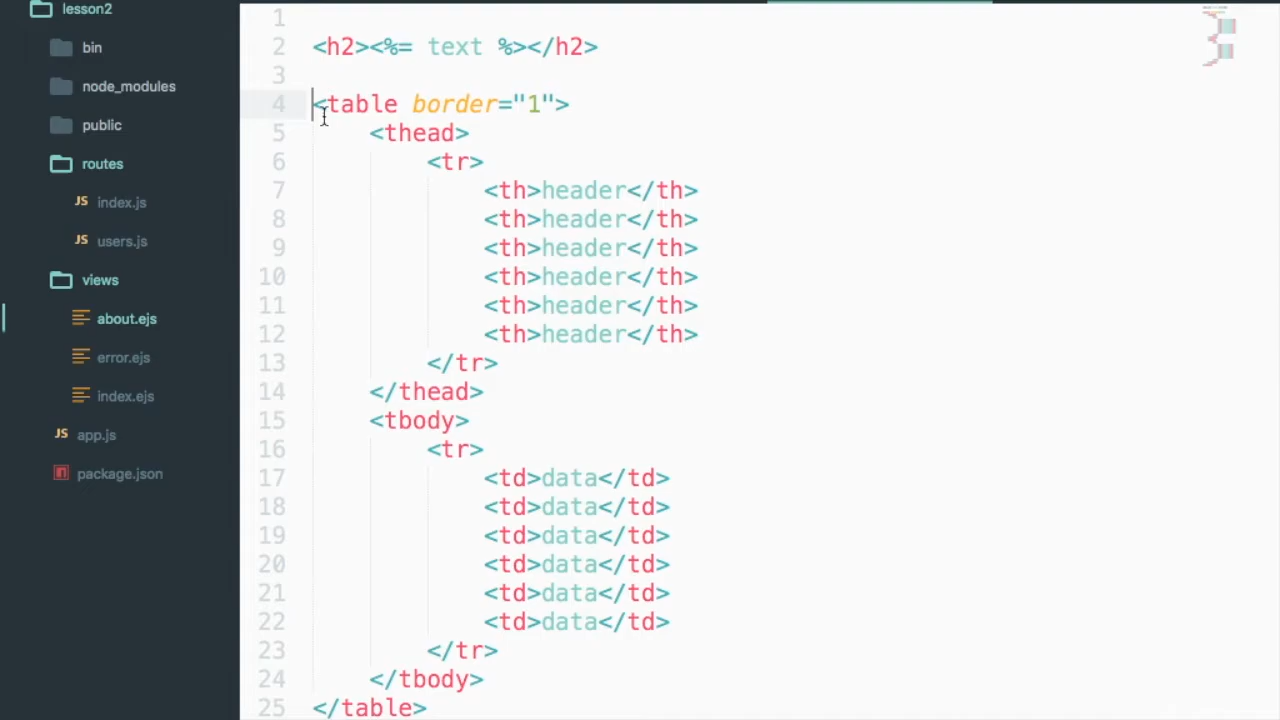 lesson2
bin
node_modules
public
routes
JS index.js
JS users.js
views
about.ejs
error.ejs
index.ejs
JS app.js
package.json
1
2 <h2><%= text %></h2>
3
4 <table border="1">
5 <thead>
6 <tr>
7 <th>header</th>
8 <th>header</th>
9 <th>header</th>
10 <th>header</th>
11 <th>header</th>
12 <th>header</th>
13 </tr>
14 </thead>
15 <tbody>
16 <tr>
17 <td>data</td>
18 <td>data</td>
19 <td>data</td>
20 <td>data</td>
21 <td>data</td>
22 <td>data</td>
23 </tr>
24 </tbody>
25 </table>